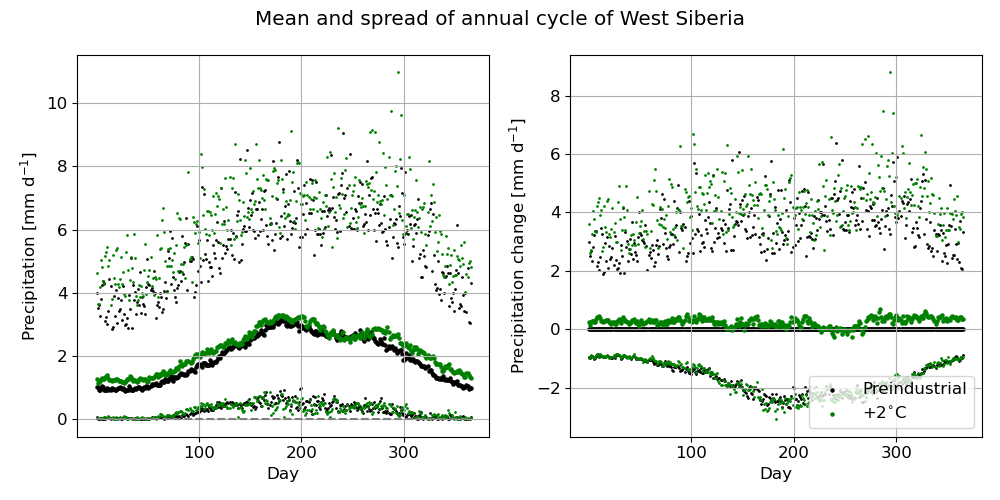 Mean and spread of annual cycle of West Siberia
Precipitation [mm d⁻¹]
10
8
6
4
2
0
100
200
300
Day
Precipitation change [mm d⁻¹]
8
6
4
2
0
−2
100
200
300
Day
Preindustrial
+2°C